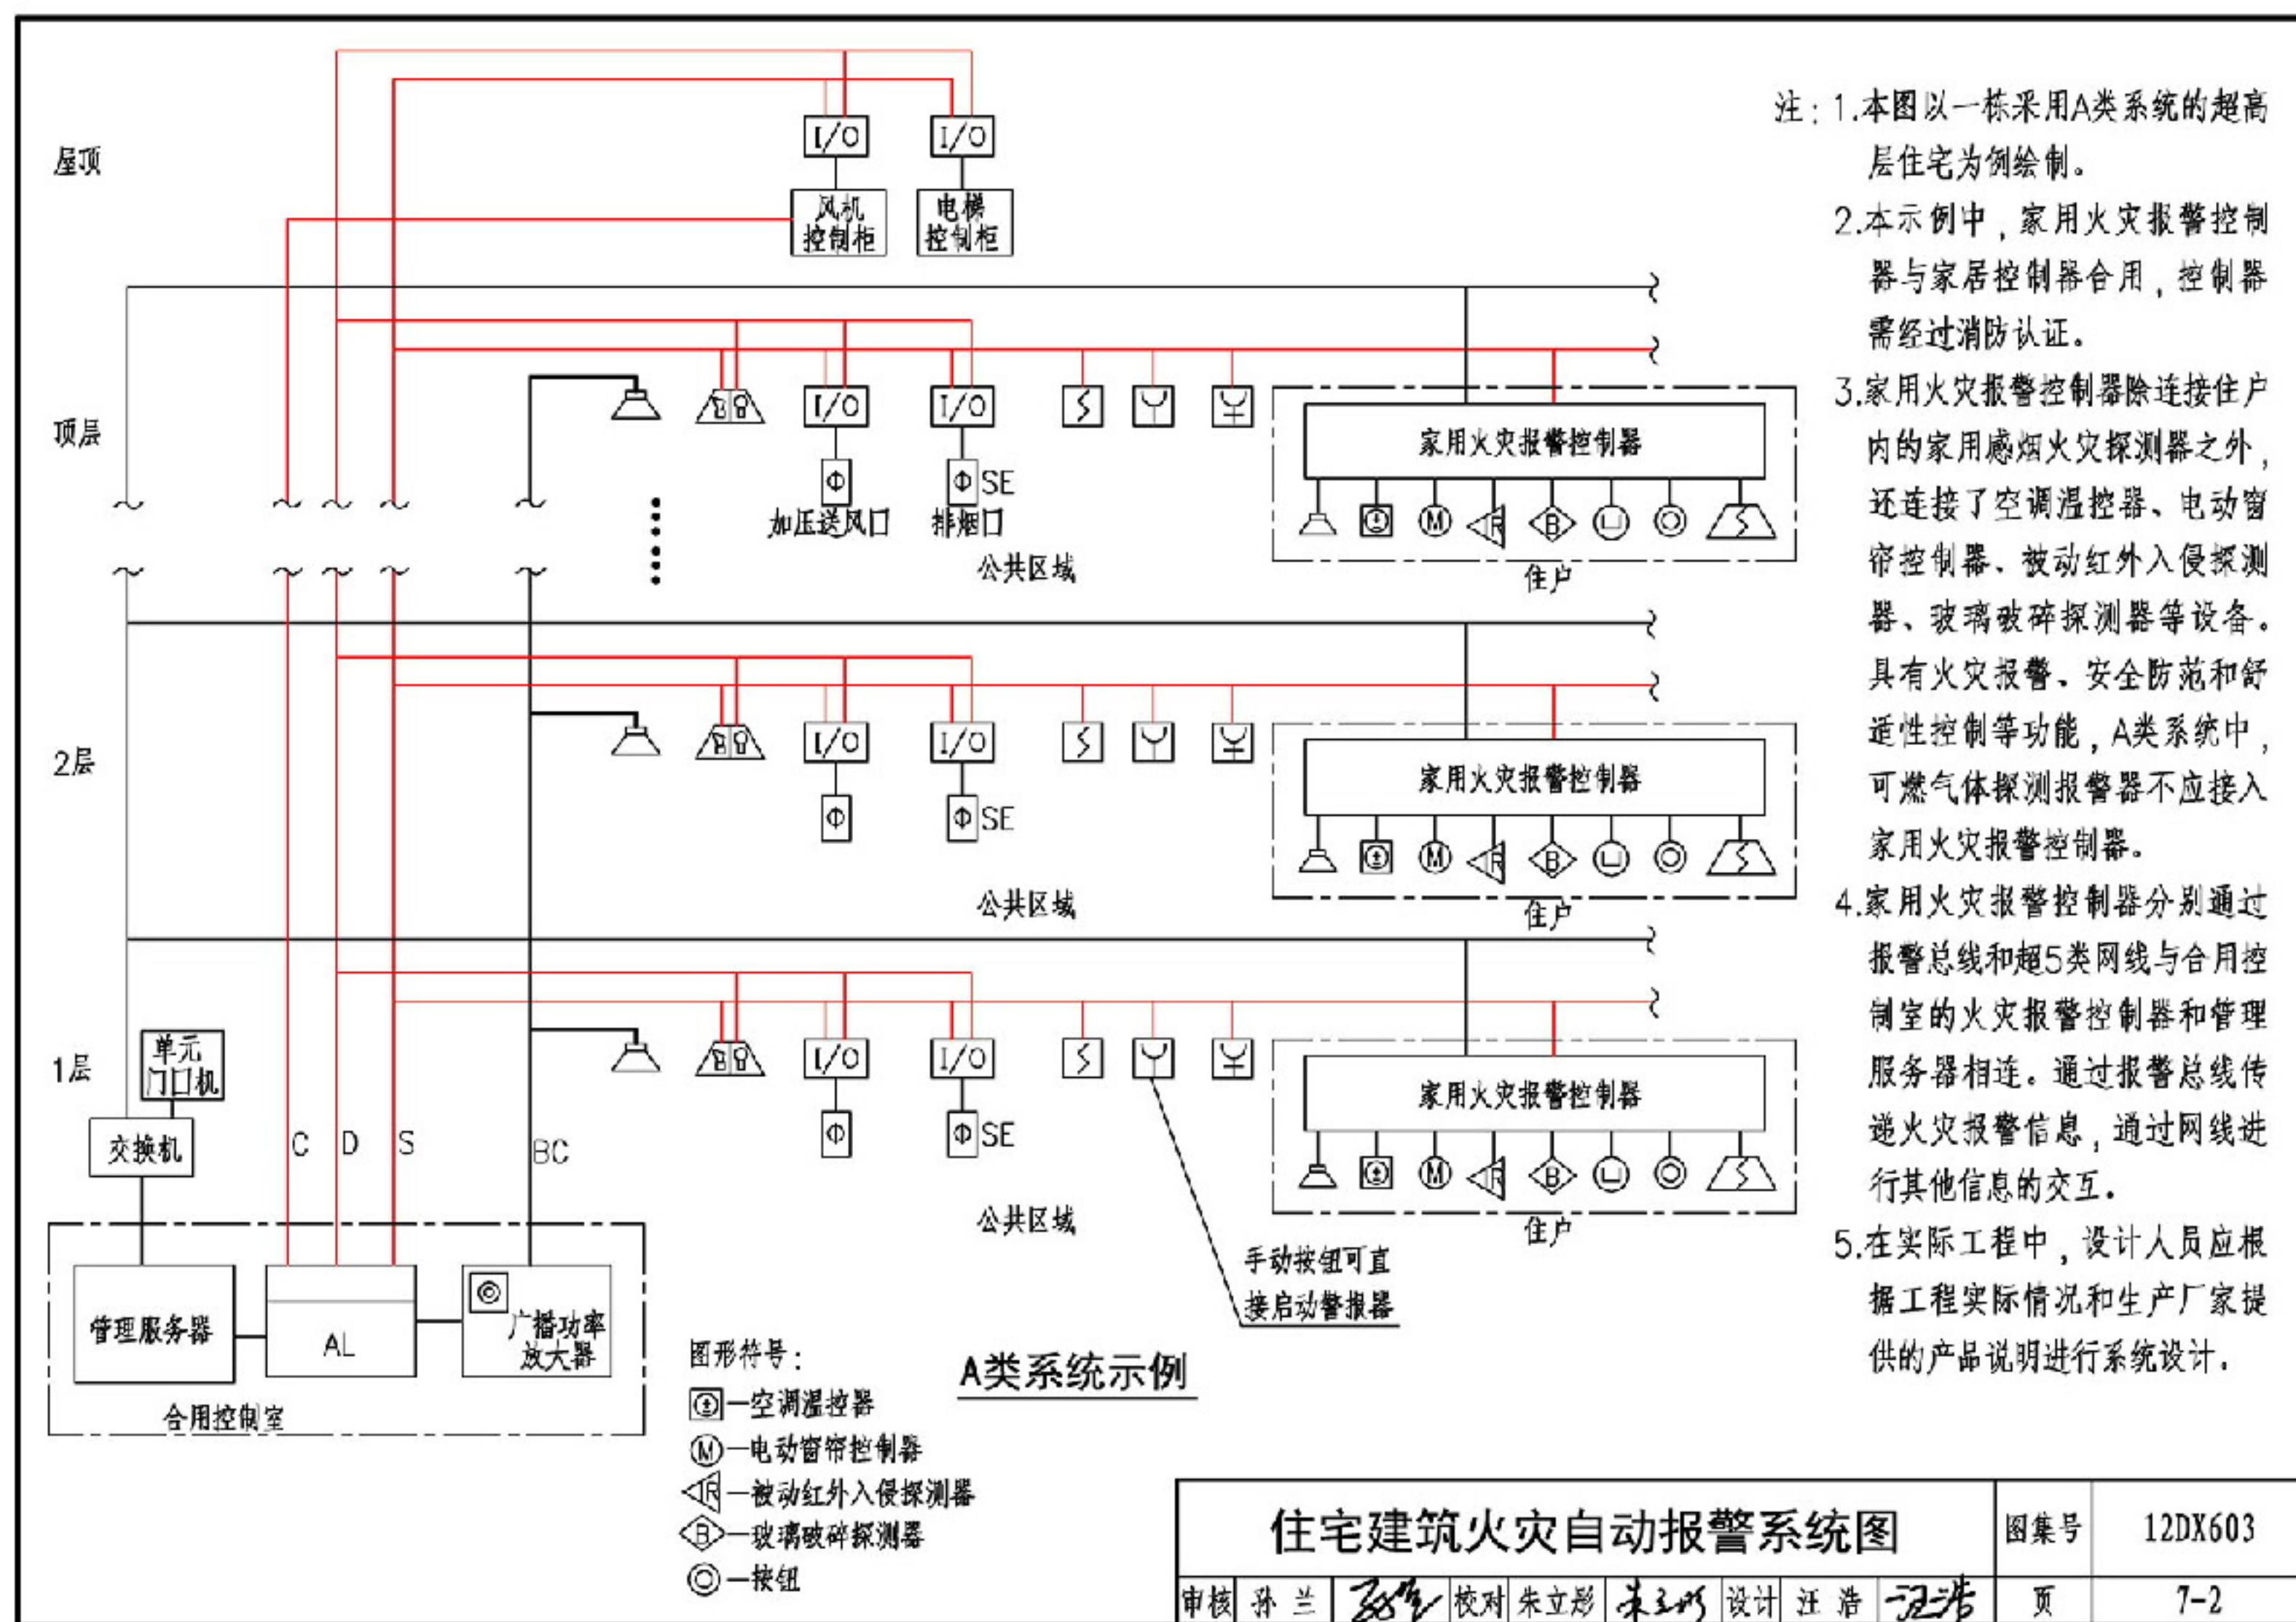 屋顶
I/O
I/O
风机
控制柜
电梯
控制柜
顶层
I/O
I/O
SE
加压送风口
排烟口
公共区域
家用火灾报警控制器
M
R
B
住户
2层
I/O
I/O
SE
公共区域
家用火灾报警控制器
M
R
B
住户
1层
单元
门口机
交换机
C
D
S
BC
I/O
I/O
SE
公共区域
家用火灾报警控制器
M
R
B
住户
手动按钮可直
接启动警报器
管理服务器
AL
广播功率
放大器
合用控制室
图形符号：
—空调温控器
M—电动窗帘控制器
R—被动红外入侵探测器
B—玻璃破碎探测器
—按钮
A类系统示例
注：1.本图以一栋采用A类系统的超高
层住宅为例绘制。
2.本示例中，家用火灾报警控制
器与家居控制器合用，控制器
需经过消防认证。
3.家用火灾报警控制器除连接住户
内的家用感烟火灾探测器之外，
还连接了空调温控器、电动窗
帘控制器、被动红外入侵探测
器、玻璃破碎探测器等设备。
具有火灾报警、安全防范和舒
适性控制等功能，A类系统中，
可燃气体探测报警器不应接入
家用火灾报警控制器。
4.家用火灾报警控制器分别通过
报警总线和超5类网线与合用控
制室的火灾报警控制器和管理
服务器相连。通过报警总线传
递火灾报警信息，通过网线进
行其他信息的交互。
5.在实际工程中，设计人员应根
据工程实际情况和生产厂家提
供的产品说明进行系统设计。
住宅建筑火灾自动报警系统图
图集号
12DX603
审核 孙兰 校对 朱立彤 设计 汪浩 汪浩
页
7-2